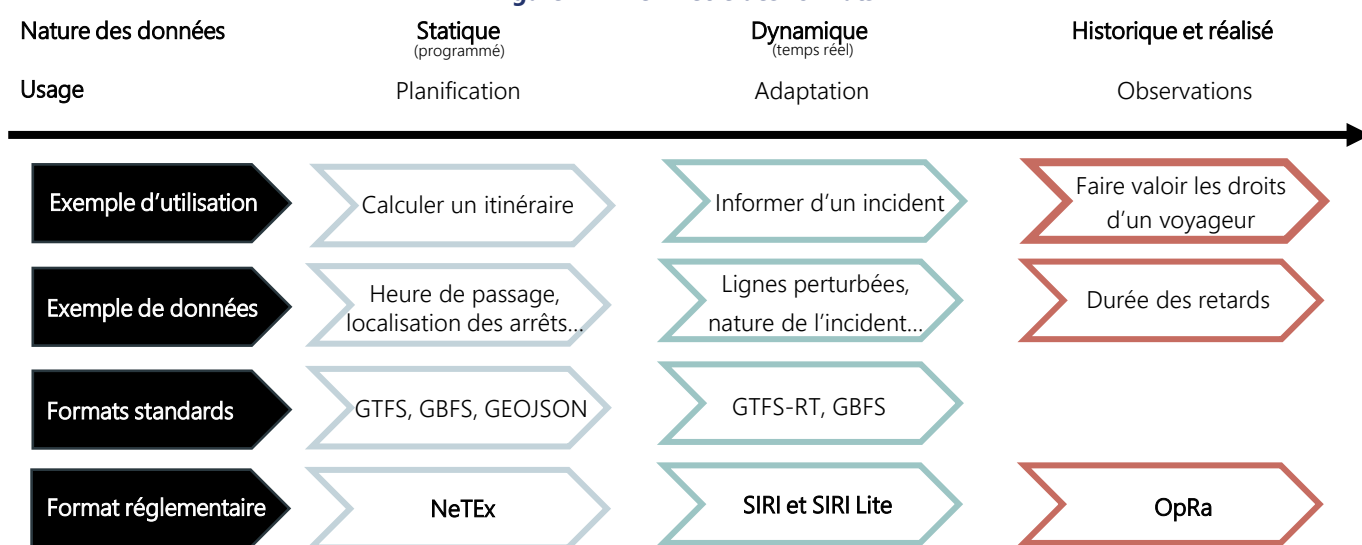 Nature des données
Statique
(programmé)
Dynamique
(temps réel)
Historique et réalisé
Usage
Planification
Adaptation
Observations
Exemple d’utilisation
Calculer un itinéraire
Informer d’un incident
Faire valoir les droits
d’un voyageur
Exemple de données
Heure de passage,
localisation des arrêts…
Lignes perturbées,
nature de l’incident…
Durée des retards
Formats standards
GTFS, GBFS, GEOJSON
GTFS-RT, GBFS
Format réglementaire
NeTEx
SIRI et SIRI Lite
OpRa